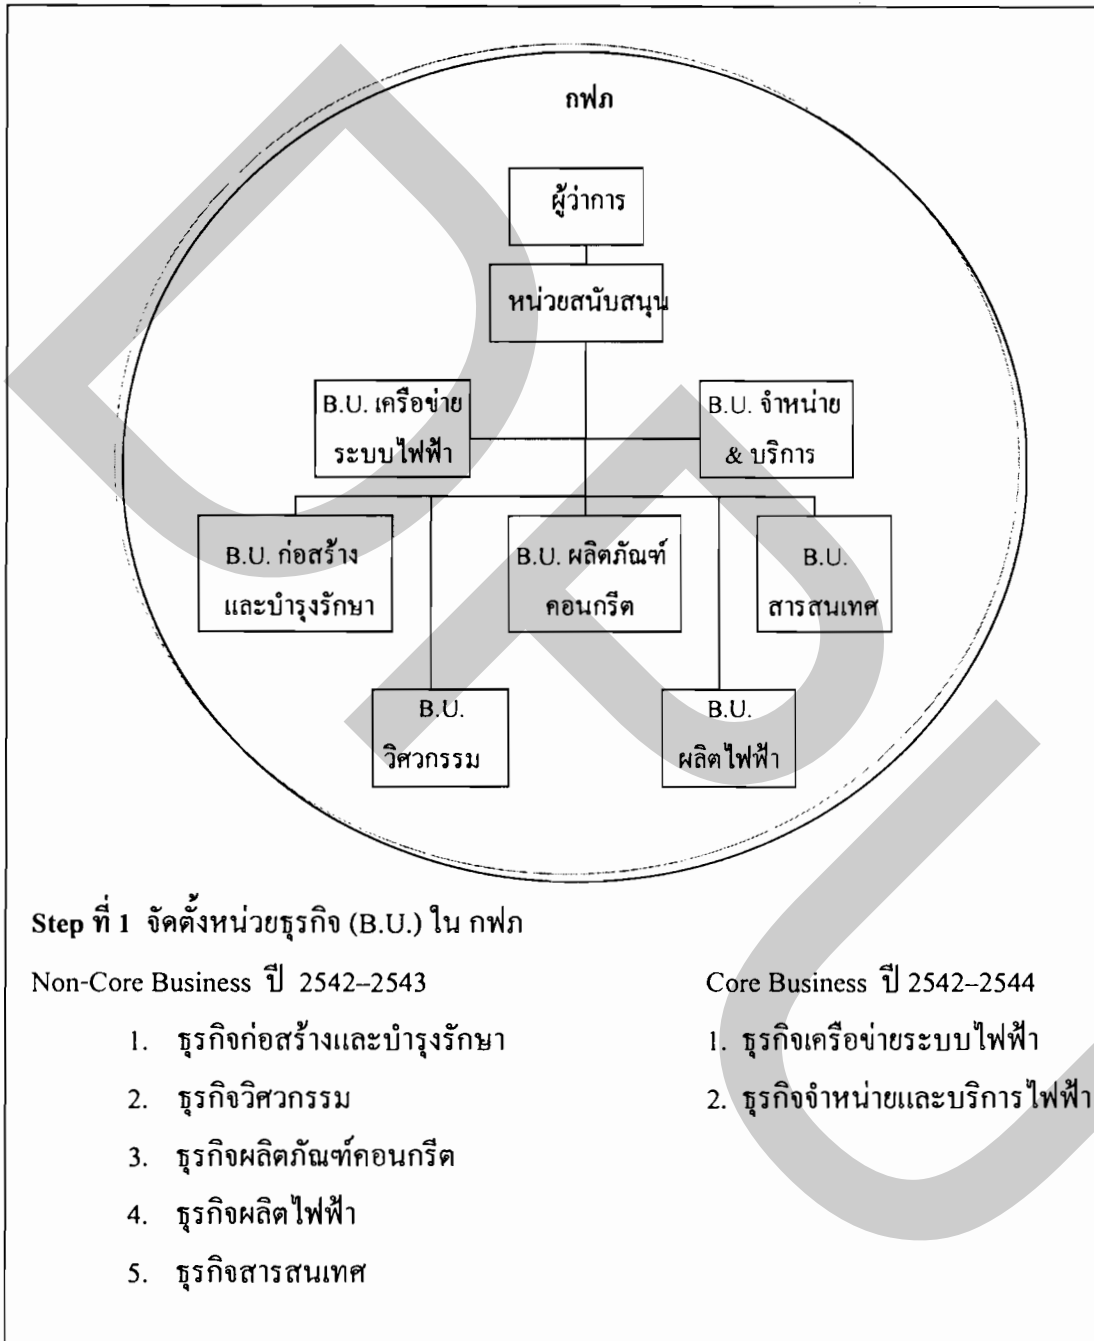 กฟภ
ผู้ว่าการ
หน่วยสนับสนุน
B.U. เครือข่าย
ระบบไฟฟ้า
B.U. จำหน่าย
& บริการ
B.U. ก่อสร้าง
และบำรุงรักษา
B.U. ผลิตภัณฑ์
คอนกรีต
B.U.
สารสนเทศ
B.U.
วิศวกรรม
B.U.
ผลิตไฟฟ้า
Step ที่ 1 จัดตั้งหน่วยธุรกิจ (B.U.) ใน กฟภ
Non-Core Business ปี 2542–2543
1. ธุรกิจก่อสร้างและบำรุงรักษา
2. ธุรกิจวิศวกรรม
3. ธุรกิจผลิตภัณฑ์คอนกรีต
4. ธุรกิจผลิตไฟฟ้า
5. ธุรกิจสารสนเทศ
Core Business ปี 2542–2544
1. ธุรกิจเครือข่ายระบบไฟฟ้า
2. ธุรกิจจำหน่ายและบริการไฟฟ้า
DPU